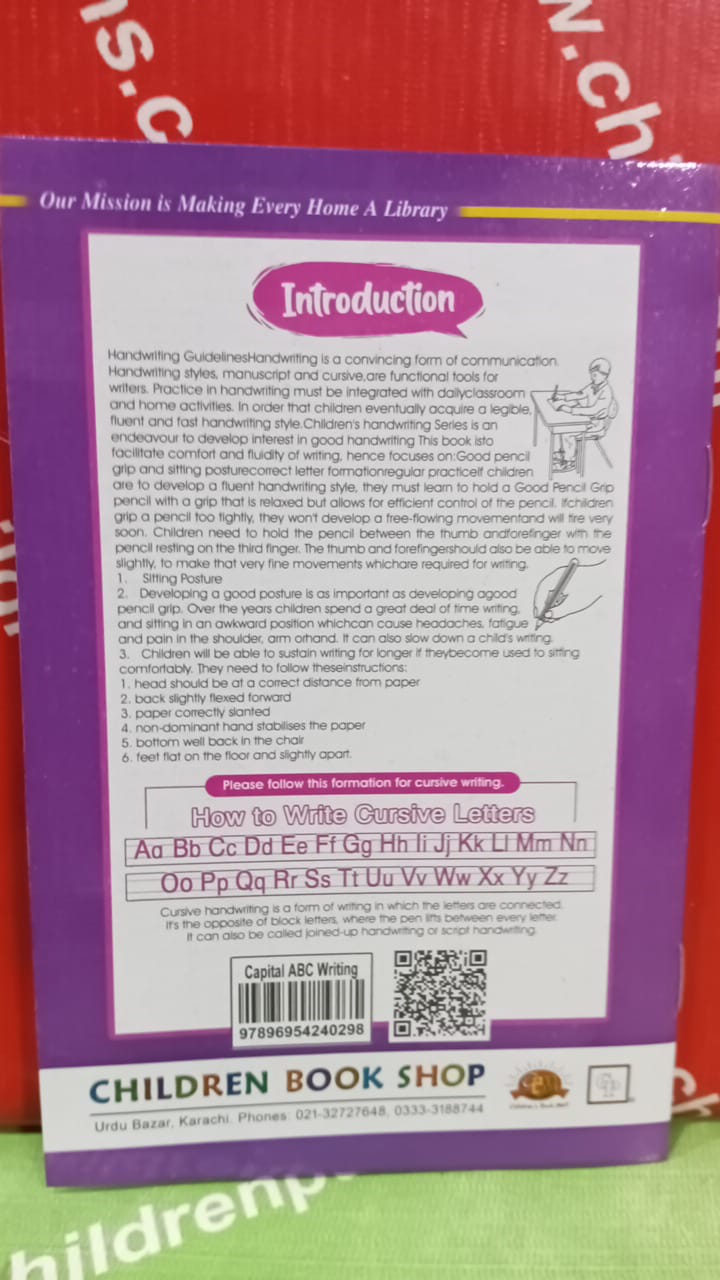 Our Mission is Making Every Home A Library
Introduction
Handwriting GuidelinesHandwriting is a convincing form of communication.
Handwriting styles, manuscript and cursive,are functional tools for
writers. Practice in handwriting must be integrated with dailyclassroom
and home activities. In order that children eventually acquire a legible,
fluent and fast handwriting style.Children's handwriting Series is an
endeavour to develop interest in good handwriting This book isto
facilitate comfort and fluidity of writing, hence focuses on:Good pencil
grip and sitting posturecorrect letter formationregular practiceIf children
are to develop a fluent handwriting style, they must learn to hold a Good Pencil Grip
pencil with a grip that is relaxed but allows for efficient control of the pencil. Ifchildren
grip a pencil too tightly, they won't develop a free-flowing movementand will tire very
soon. Children need to hold the pencil between the thumb andforefinger with the
pencil resting on the third finger. The thumb and forefingershould also be able to move
slightly, to make that very fine movements whichare required for writing.
1. Sitting Posture
2. Developing a good posture is as important as developing agood
pencil grip. Over the years children spend a great deal of time writing,
and sitting in an awkward position whichcan cause headaches, fatigue
and pain in the shoulder, arm orhand. It can also slow down a child's writing.
3. Children will be able to sustain writing for longer if theybecome used to sitting
comfortably. They need to follow theseinstructions:
1. head should be at a correct distance from paper
2. back slightly flexed forward
3. paper correctly slanted
4. non-dominant hand stabilises the paper
5. bottom well back in the chair
6. feet flat on the floor and slightly apart.
Please follow this formation for cursive writing.
How to Write Cursive Letters
Aa Bb Cc Dd Ee Ff Gg Hh Ii Jj Kk Ll Mm Nn
Oo Pp Qq Rr Ss Tt Uu Vv Ww Xx Yy Zz
Cursive handwriting is a form of writing in which the letters are connected.
It's the opposite of block letters, where the pen lifts between every letter.
It can also be called joined-up handwriting or script handwriting.
Capital ABC Writing
97896954240298
CHILDREN BOOK SHOP
Urdu Bazar, Karachi. Phones: 021-32727648, 0333-3188744
hildrenp